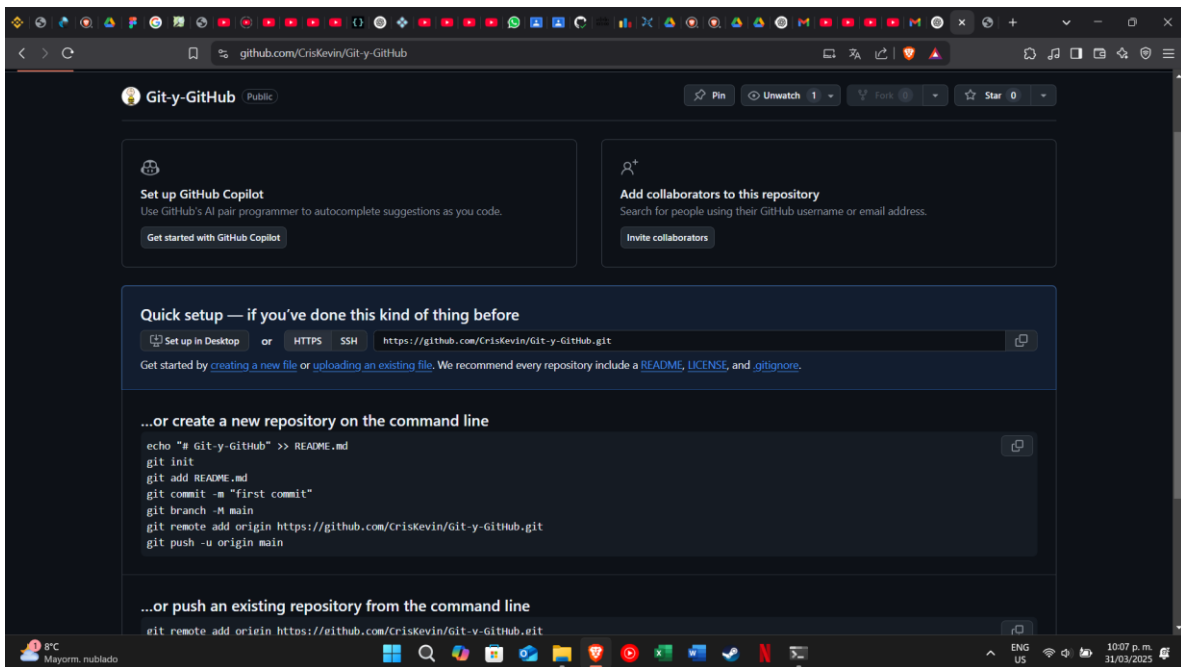 github.com/CrisKevin/Git-y-GitHub
Git-y-GitHub Public
Pin
Unwatch 1
Fork 0
Star 0
Set up GitHub Copilot
Use GitHub's AI pair programmer to autocomplete suggestions as you code.
Get started with GitHub Copilot
Add collaborators to this repository
Search for people using their GitHub username or email address.
Invite collaborators
Quick setup — if you've done this kind of thing before
Set up in Desktop or HTTPS SSH https://github.com/CrisKevin/Git-y-GitHub.git
Get started by creating a new file or uploading an existing file. We recommend every repository include a README, LICENSE, and .gitignore.
...or create a new repository on the command line
echo "# Git-y-GitHub" >> README.md
git init
git add README.md
git commit -m "first commit"
git branch -M main
git remote add origin https://github.com/CrisKevin/Git-y-GitHub.git
git push -u origin main
...or push an existing repository from the command line
git remote add origin https://github.com/CrisKevin/Git-y-GitHub.git
1
8°C
Mayorm. nublado
ENG
US
10:07 p. m.
31/03/2025